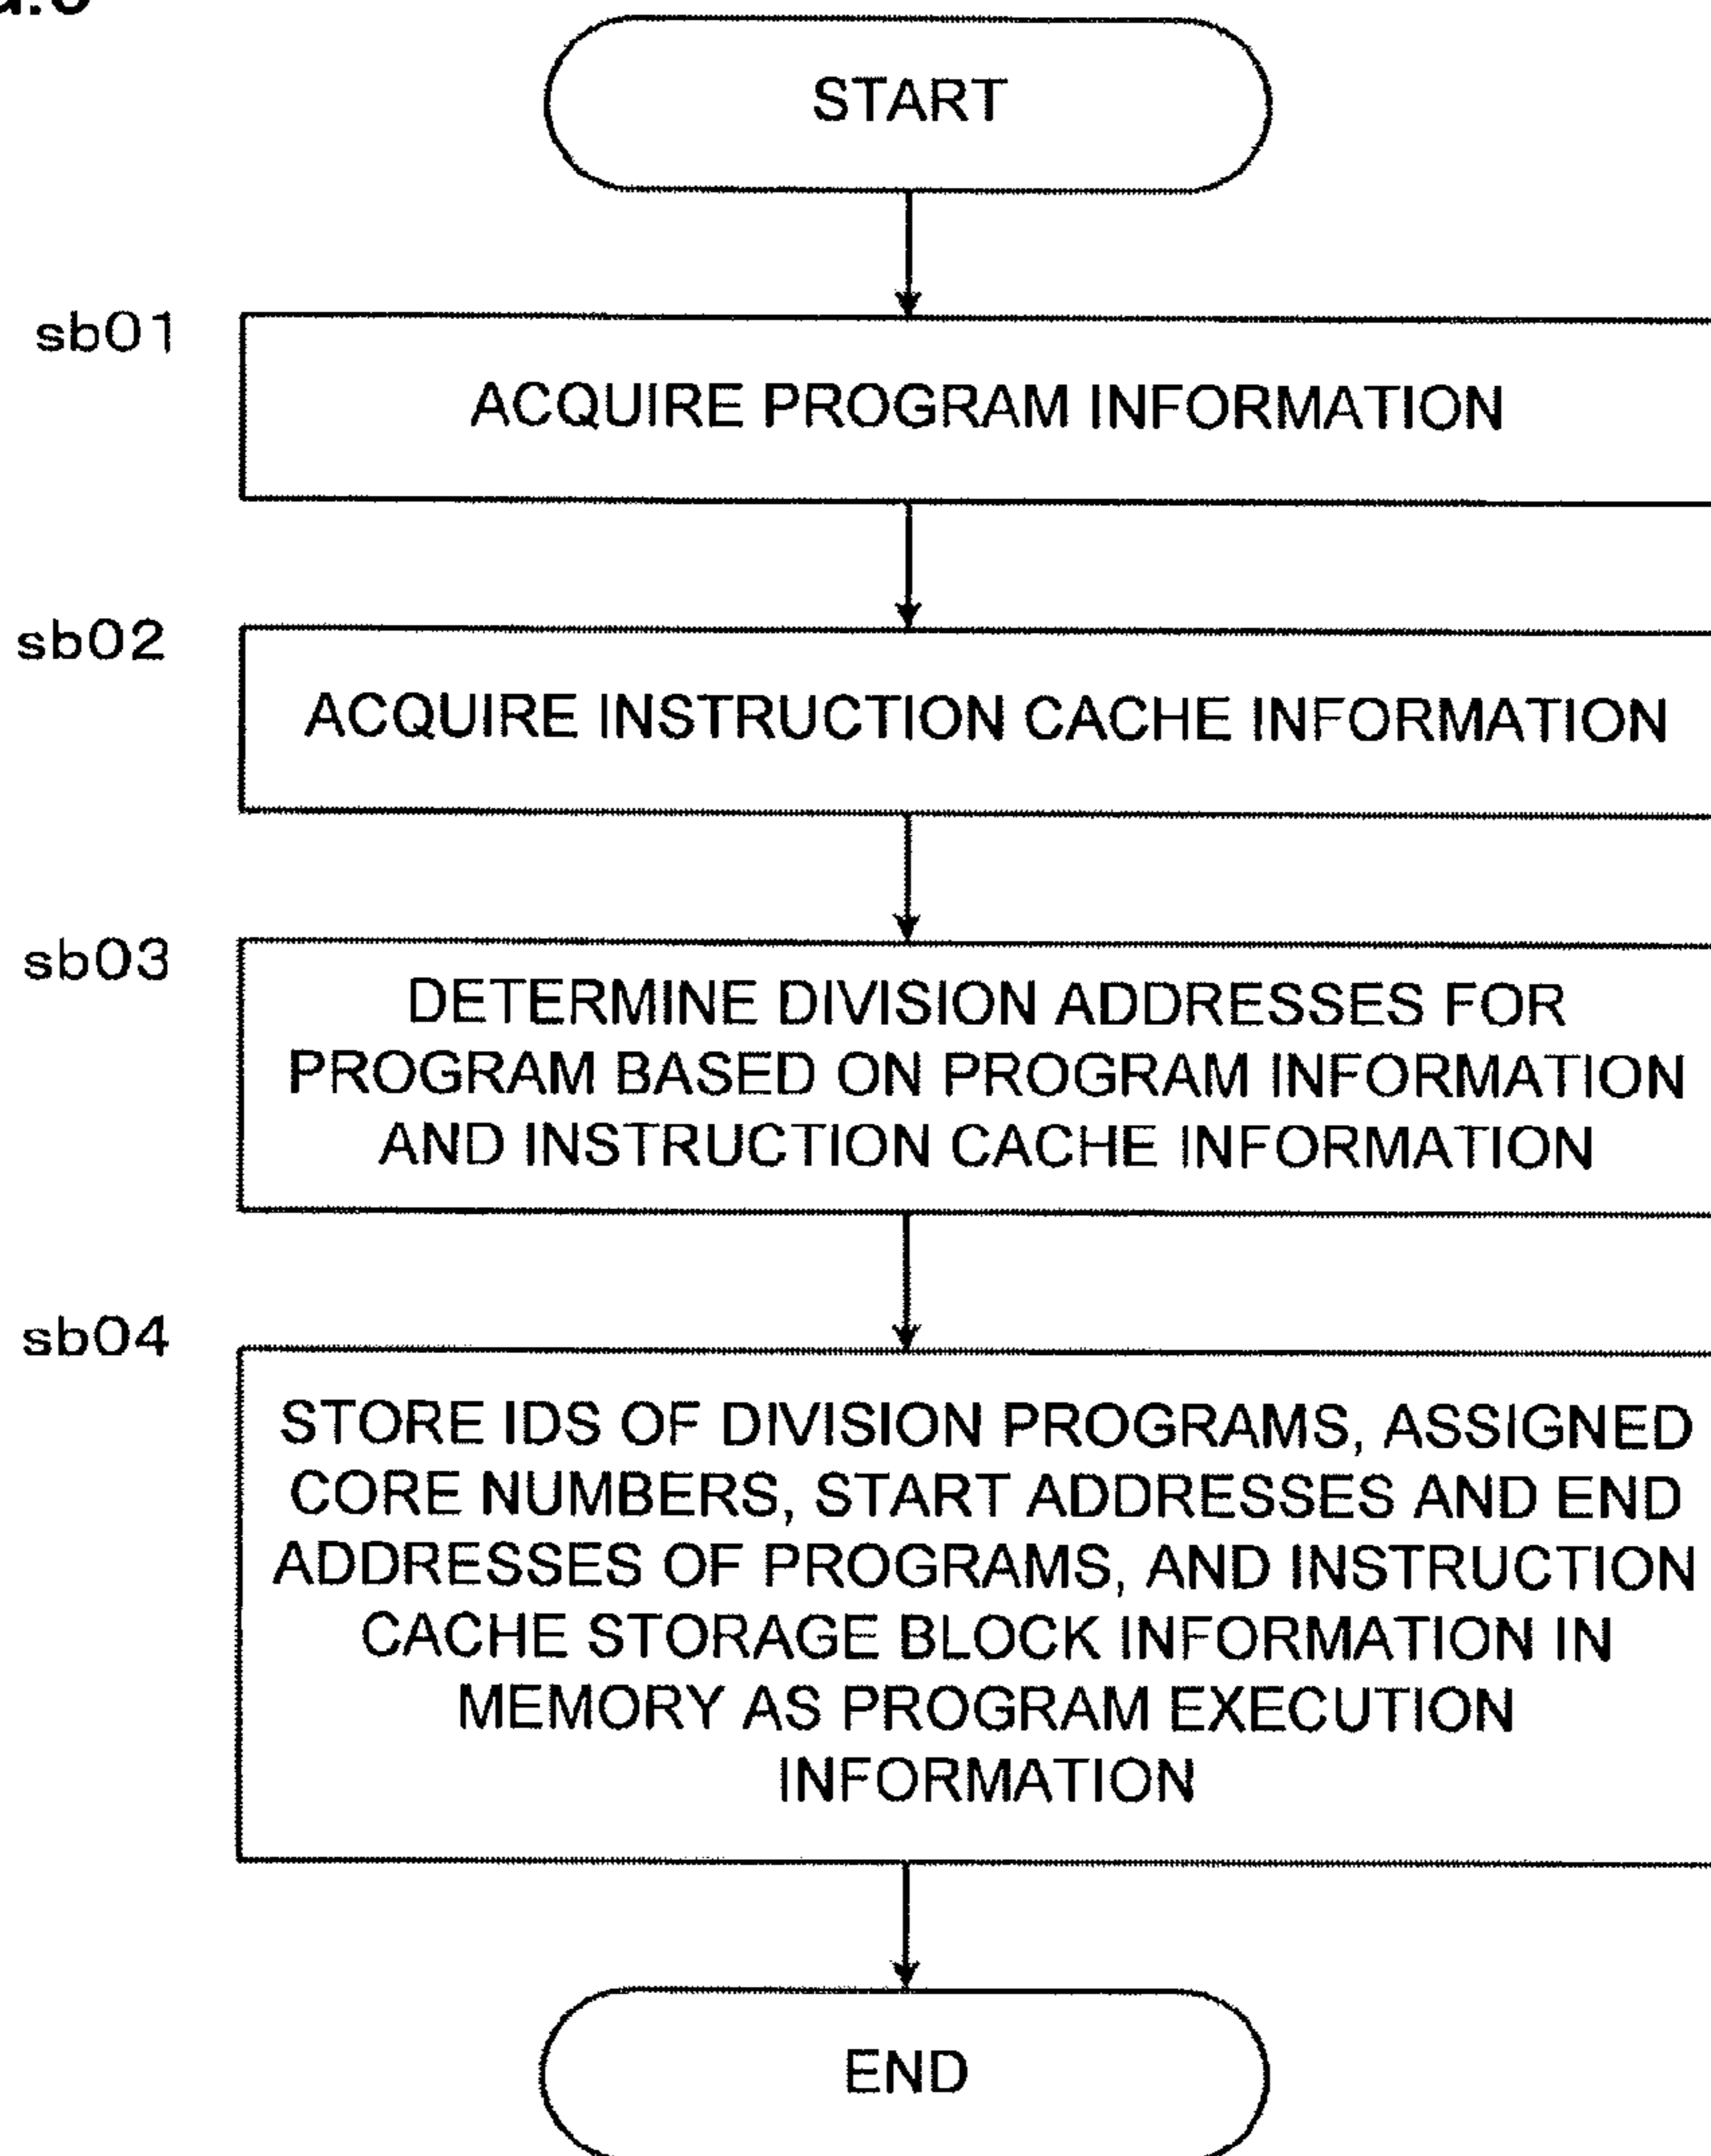 START
sb01
ACQUIRE PROGRAM INFORMATION
sb02
ACQUIRE INSTRUCTION CACHE INFORMATION
sb03
DETERMINE DIVISION ADDRESSES FOR
PROGRAM BASED ON PROGRAM INFORMATION
AND INSTRUCTION CACHE INFORMATION
sb04
STORE IDS OF DIVISION PROGRAMS, ASSIGNED
CORE NUMBERS, START ADDRESSES AND END
ADDRESSES OF PROGRAMS, AND INSTRUCTION
CACHE STORAGE BLOCK INFORMATION IN
MEMORY AS PROGRAM EXECUTION
INFORMATION
END